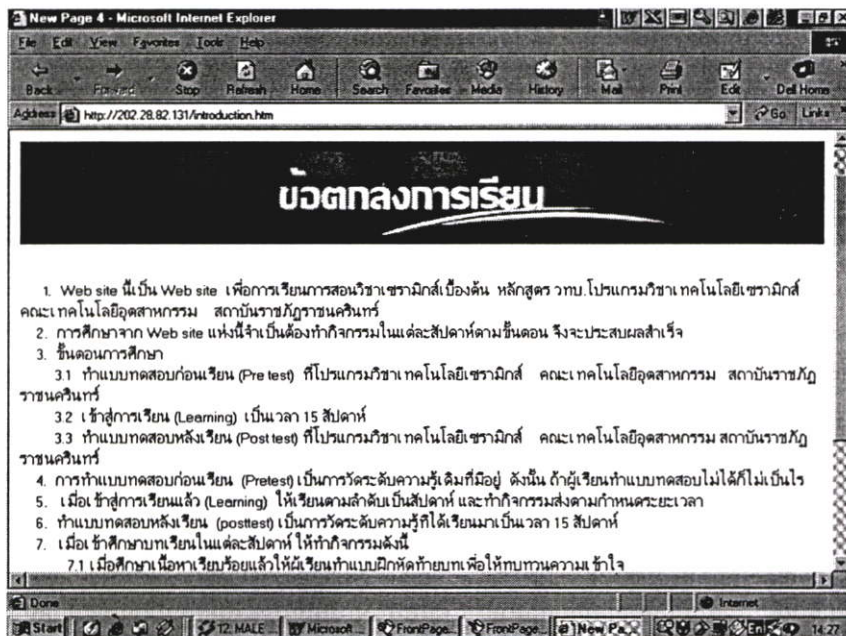 New Page 4 - Microsoft Internet Explorer
File Edit View Favorites Tools Help
Back Forward Stop Refresh Home Search Favorites Media History Mail Print Edit Dell Home
Address http://202.28.82.131/introduction.htm Go Links
ข้อตกลงการเรียน
1. Web site นี้เป็น Web site เพื่อการเรียนการสอนวิชาเซรามิกส์เบื้องต้น หลักสูตร วทบ.โปรแกรมวิชาเทคโนโลยีเซรามิกส์
คณะเทคโนโลยีอุตสาหกรรม สถาบันราชภัฏราชนครินทร์
2. การศึกษาจาก Web site แห่งนี้จำเป็นต้องทำกิจกรรมในแต่ละสัปดาห์ตามขั้นตอน จึงจะประสบผลสำเร็จ
3. ขั้นตอนการศึกษา
3.1 ทำแบบทดสอบก่อนเรียน (Pre test) ที่โปรแกรมวิชาเทคโนโลยีเซรามิกส์ คณะเทคโนโลยีอุตสาหกรรม สถาบันราชภัฏ
ราชนครินทร์
3.2 เข้าสู่การเรียน (Learning) เป็นเวลา 15 สัปดาห์
3.3 ทำแบบทดสอบหลังเรียน (Post test) ที่โปรแกรมวิชาเทคโนโลยีเซรามิกส์ คณะเทคโนโลยีอุตสาหกรรม สถาบันราชภัฏ
ราชนครินทร์
4. การทำแบบทดสอบก่อนเรียน (Pretest) เป็นการวัดระดับความรู้เดิมที่มีอยู่ ดังนั้น ถ้าผู้เรียนทำแบบทดสอบไม่ได้ก็ไม่เป็นไร
5. เมื่อเข้าสู่การเรียนแล้ว (Learning) ให้เรียนตามลำดับเป็นสัปดาห์ และทำกิจกรรมส่งตามกำหนดระยะเวลา
6. ทำแบบทดสอบหลังเรียน (posttest) เป็นการวัดระดับความรู้ที่ได้เรียนมาเป็นเวลา 15 สัปดาห์
7. เมื่อเข้าศึกษาบทเรียนในแต่ละสัปดาห์ ให้ทำกิจกรรมดังนี้
7.1 เมื่อศึกษาเนื้อหาเรียบร้อยแล้วให้ผู้เรียนทำแบบฝึกหัดท้ายบทเพื่อให้ทบทวนความเข้าใจ
Done Internet
Start 12. MALE ... Microsoft ... FrontPage... FrontPage... New Pa... 14:27